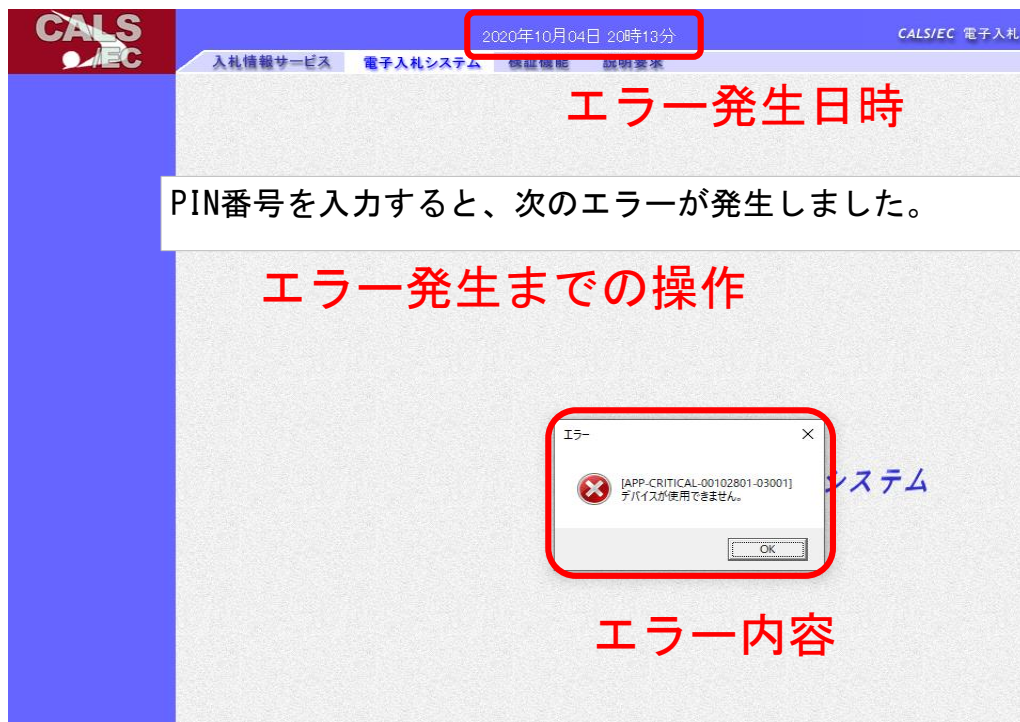 CALS
/EC
2020年10月04日 20時13分
CALS/EC 電子入札
入札情報サービス 電子入札システム 検証機能 説明要求
エラー発生日時
PIN番号を入力すると、次のエラーが発生しました。
エラー発生までの操作
エラー
[APP-CRITICAL-00102801-03001]
デバイスが使用できません。
システム
OK
エラー内容